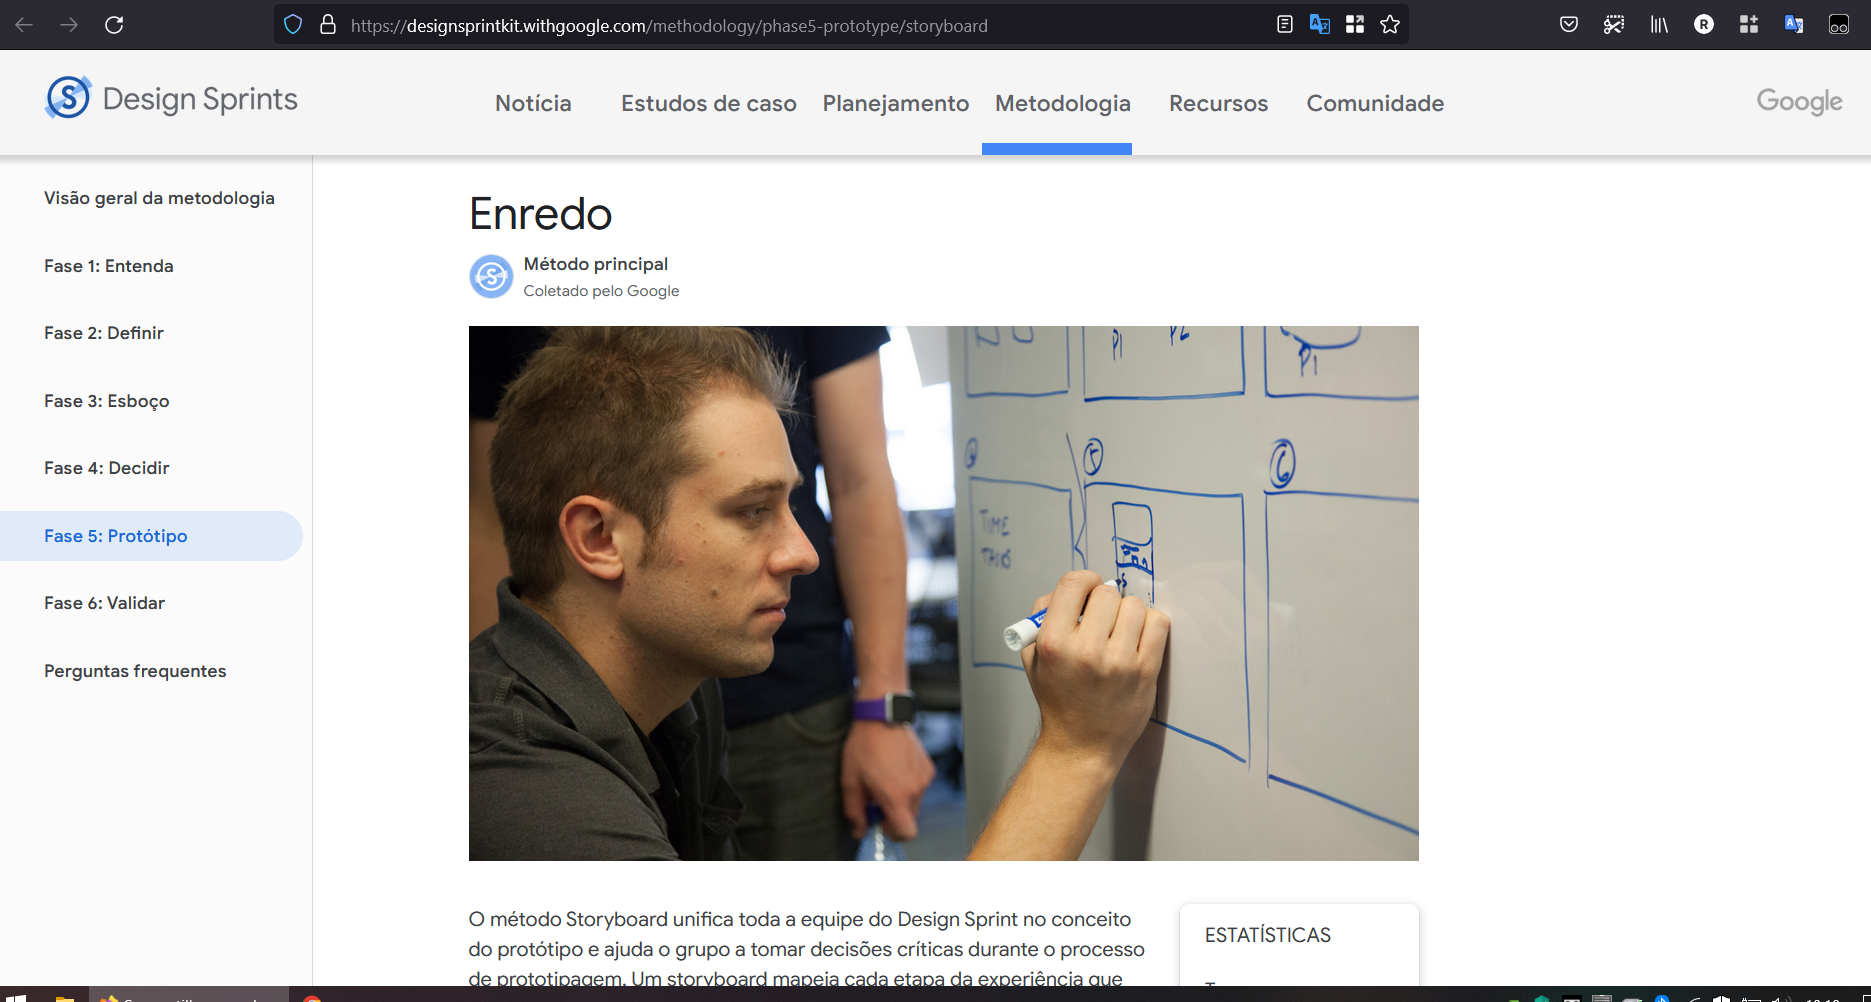 https://designsprintkit.withgoogle.com/methodology/phase5-prototype/storyboard
Design Sprints
Notícia
Estudos de caso
Planejamento
Metodologia
Recursos
Comunidade
Google
Visão geral da metodologia
Fase 1: Entenda
Fase 2: Definir
Fase 3: Esboço
Fase 4: Decidir
Fase 5: Protótipo
Fase 6: Validar
Perguntas frequentes
Enredo
Método principal
Coletado pelo Google
P1
P2
P1
5
6
TIME
TASKS
O método Storyboard unifica toda a equipe do Design Sprint no conceito
do protótipo e ajuda o grupo a tomar decisões críticas durante o processo
de prototipagem. Um storyboard mapeia cada etapa da experiência que
ESTATÍSTICAS